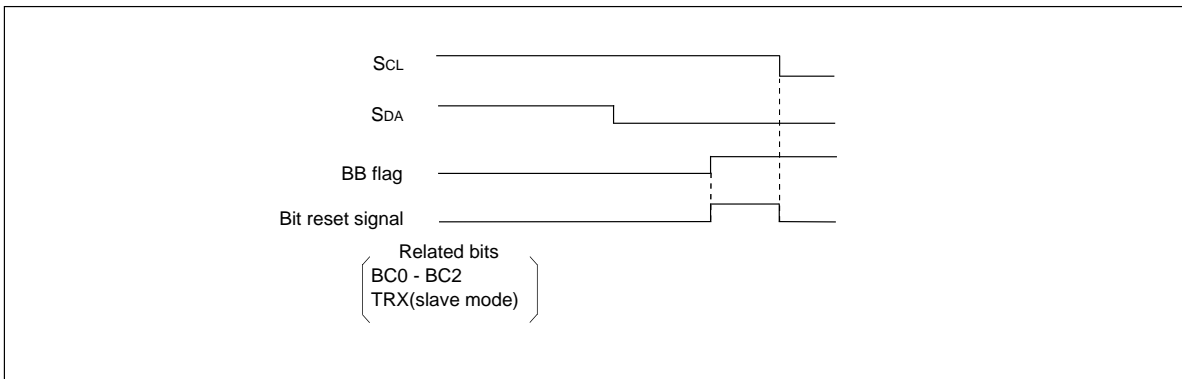 SCL
SDA
BB flag
Bit reset signal
Related bits
BC0 - BC2
TRX(slave mode)